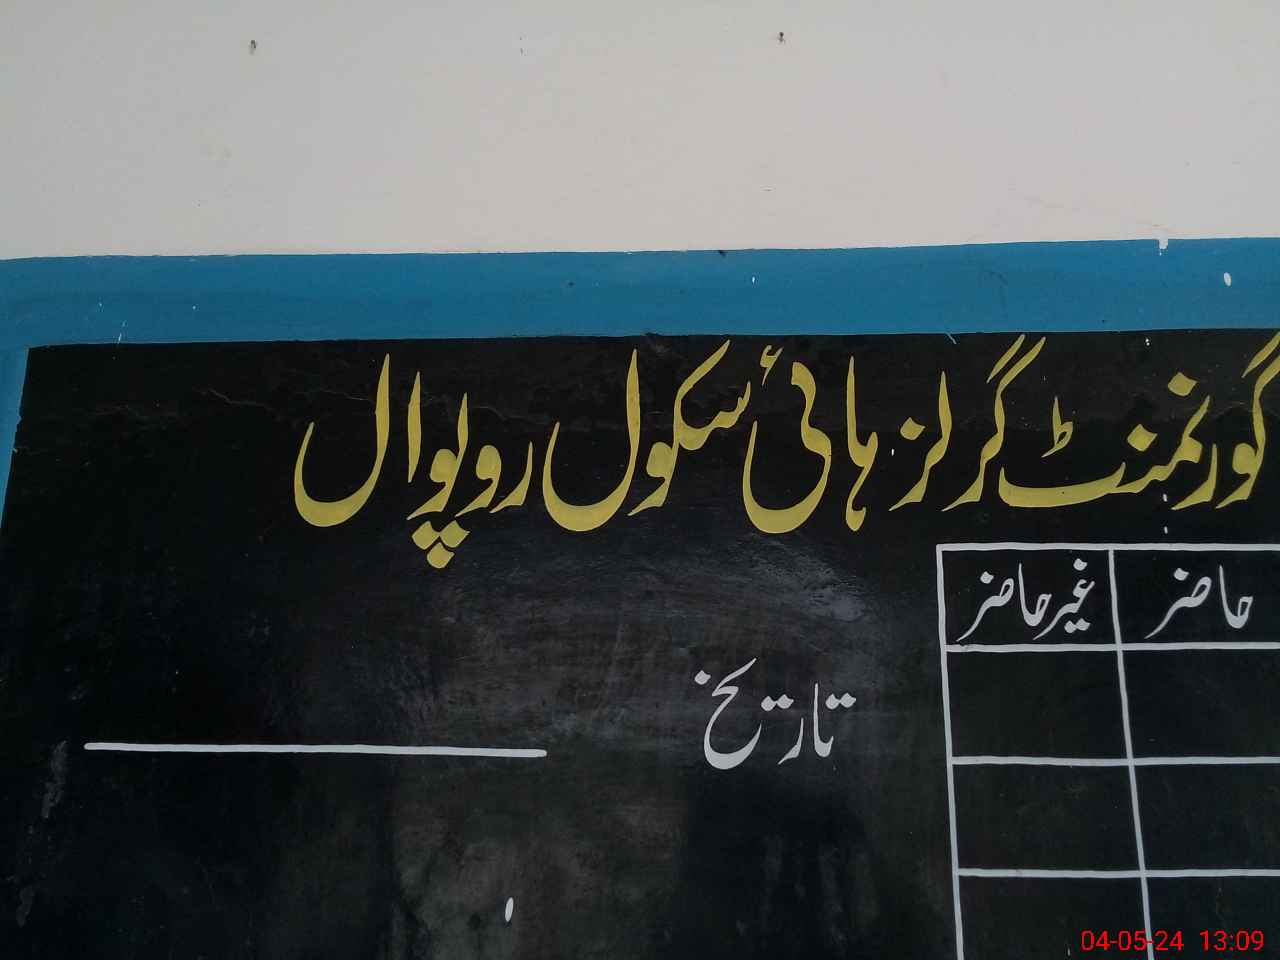 گورنمنٹ گرلز ہائی سکول روپوال
حاضر غیر حاضر
تاریخ
04-05-24 13:09